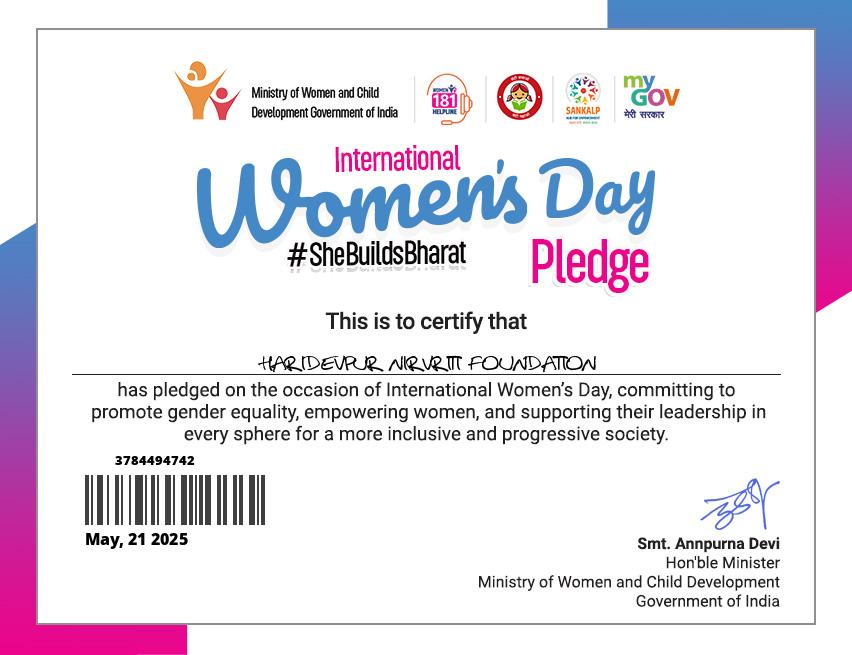 Ministry of Women and Child
Development Government of India
WOMEN
181
HELPLINE
SANKALP
HUB FOR EMPOWERMENT
my
GOV
मेरी सरकार
International
Women's Day
#SheBuildsBharat
Pledge
This is to certify that
HARIDEVPUR NIRVRITI FOUNDATION
has pledged on the occasion of International Women's Day, committing to
promote gender equality, empowering women, and supporting their leadership in
every sphere for a more inclusive and progressive society.
3784494742
May, 21 2025
Smt. Annpurna Devi
Hon'ble Minister
Ministry of Women and Child Development
Government of India